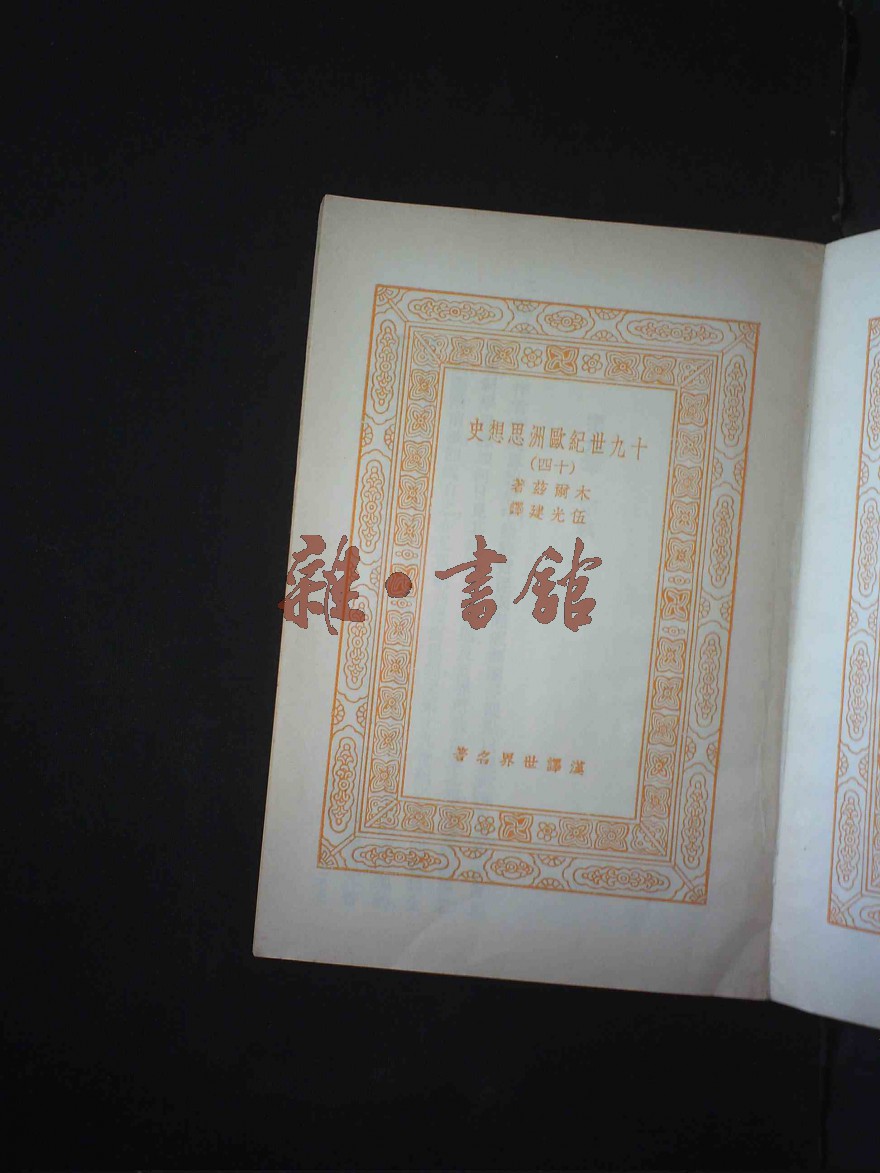 十九世紀歐洲思想史
(十四)
木爾茲著
伍光建譯
雜·書館
漢譯世界名著